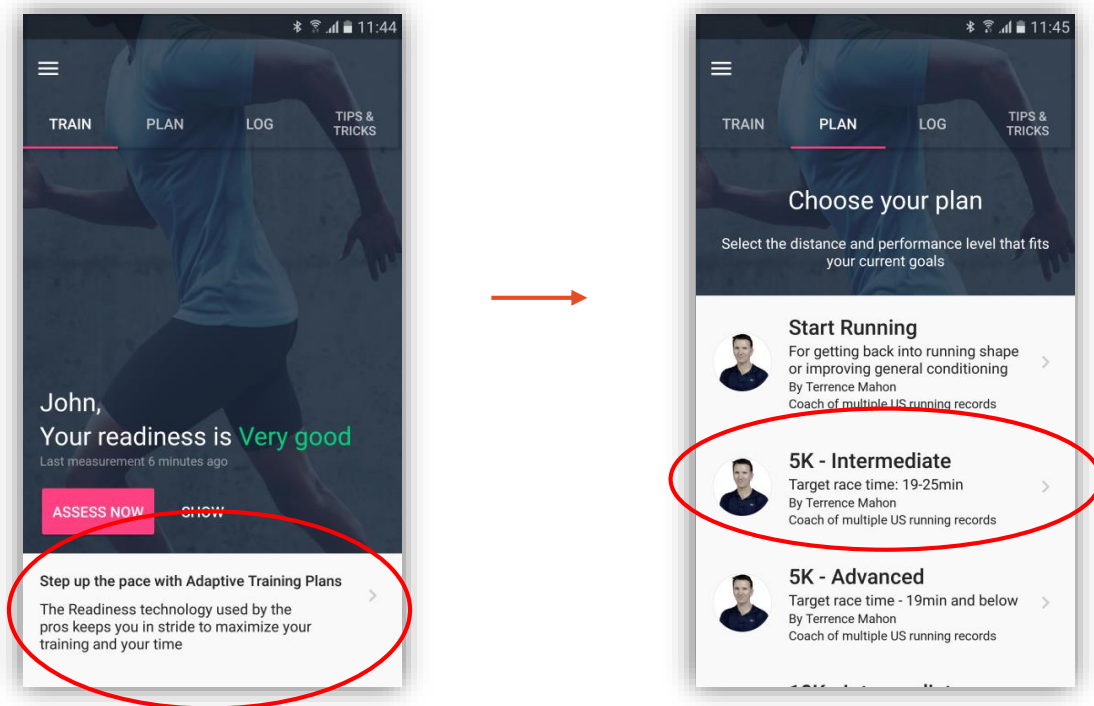 11:44
TRAIN PLAN LOG TIPS & TRICKS
John,
Your readiness is Very good
Last measurement 6 minutes ago
ASSESS NOW SHOW
Step up the pace with Adaptive Training Plans
The Readiness technology used by the
pros keeps you in stride to maximize your
training and your time
11:45
TRAIN PLAN LOG TIPS & TRICKS
Choose your plan
Select the distance and performance level that fits
your current goals
Start Running
For getting back into running shape
or improving general conditioning
By Terrence Mahon
Coach of multiple US running records
5K - Intermediate
Target race time: 19-25min
By Terrence Mahon
Coach of multiple US running records
5K - Advanced
Target race time - 19min and below
By Terrence Mahon
Coach of multiple US running records